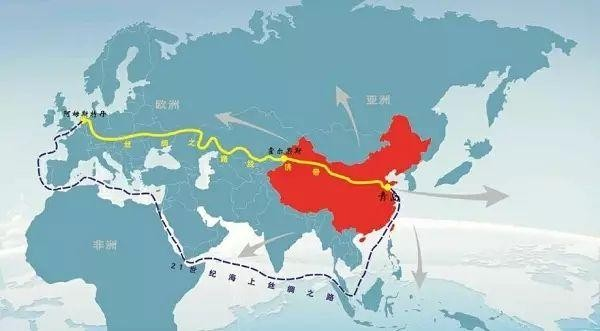 欧洲
亚洲
阿姆斯特丹
丝绸之路经济带
霍尔果斯
青岛
非洲
21世纪海上丝绸之路